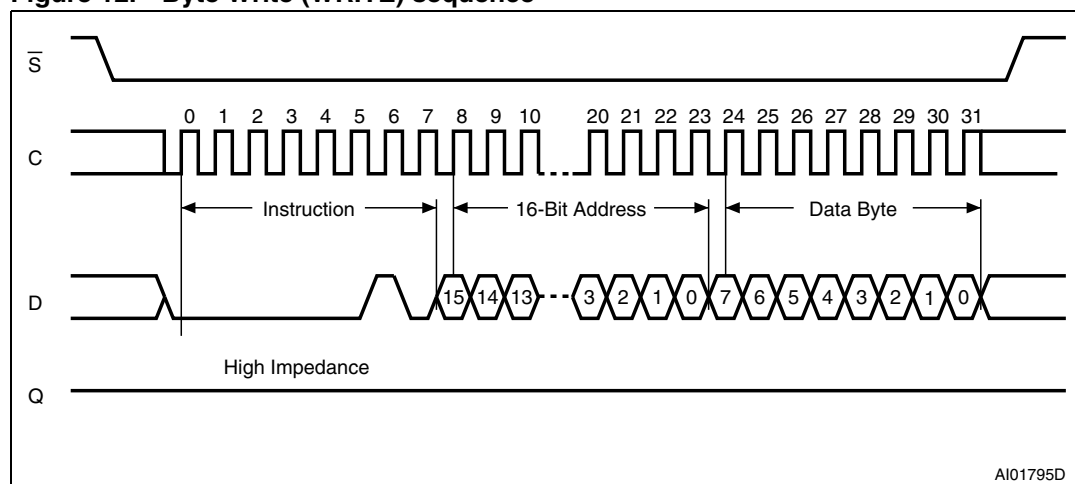 Figure 12. Byte Write (WRITE) sequence
S
0 1 2 3 4 5 6 7 8 9 10 20 21 22 23 24 25 26 27 28 29 30 31
C
Instruction 16-Bit Address Data Byte
D 15 14 13 3 2 1 0 7 6 5 4 3 2 1 0
High Impedance
Q
AI01795D